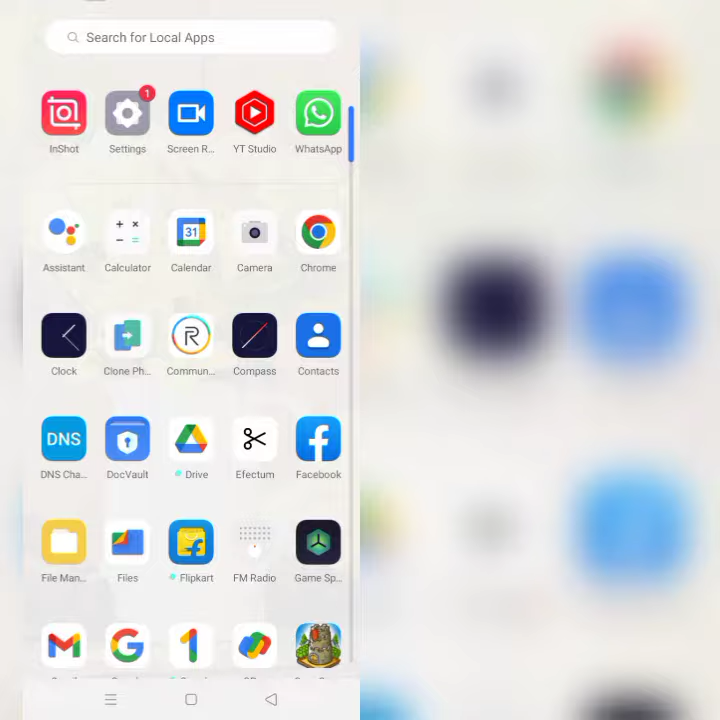 Search for Local Apps
1
InShot Settings Screen R... YT Studio WhatsApp
31
Assistant Calculator Calendar Camera Chrome
R
Clock Clone Ph... Commun... Compass Contacts
DNS
DNS Cha... DocVault Drive Efectum Facebook
File Man... Files Flipkart FM Radio Game Sp...